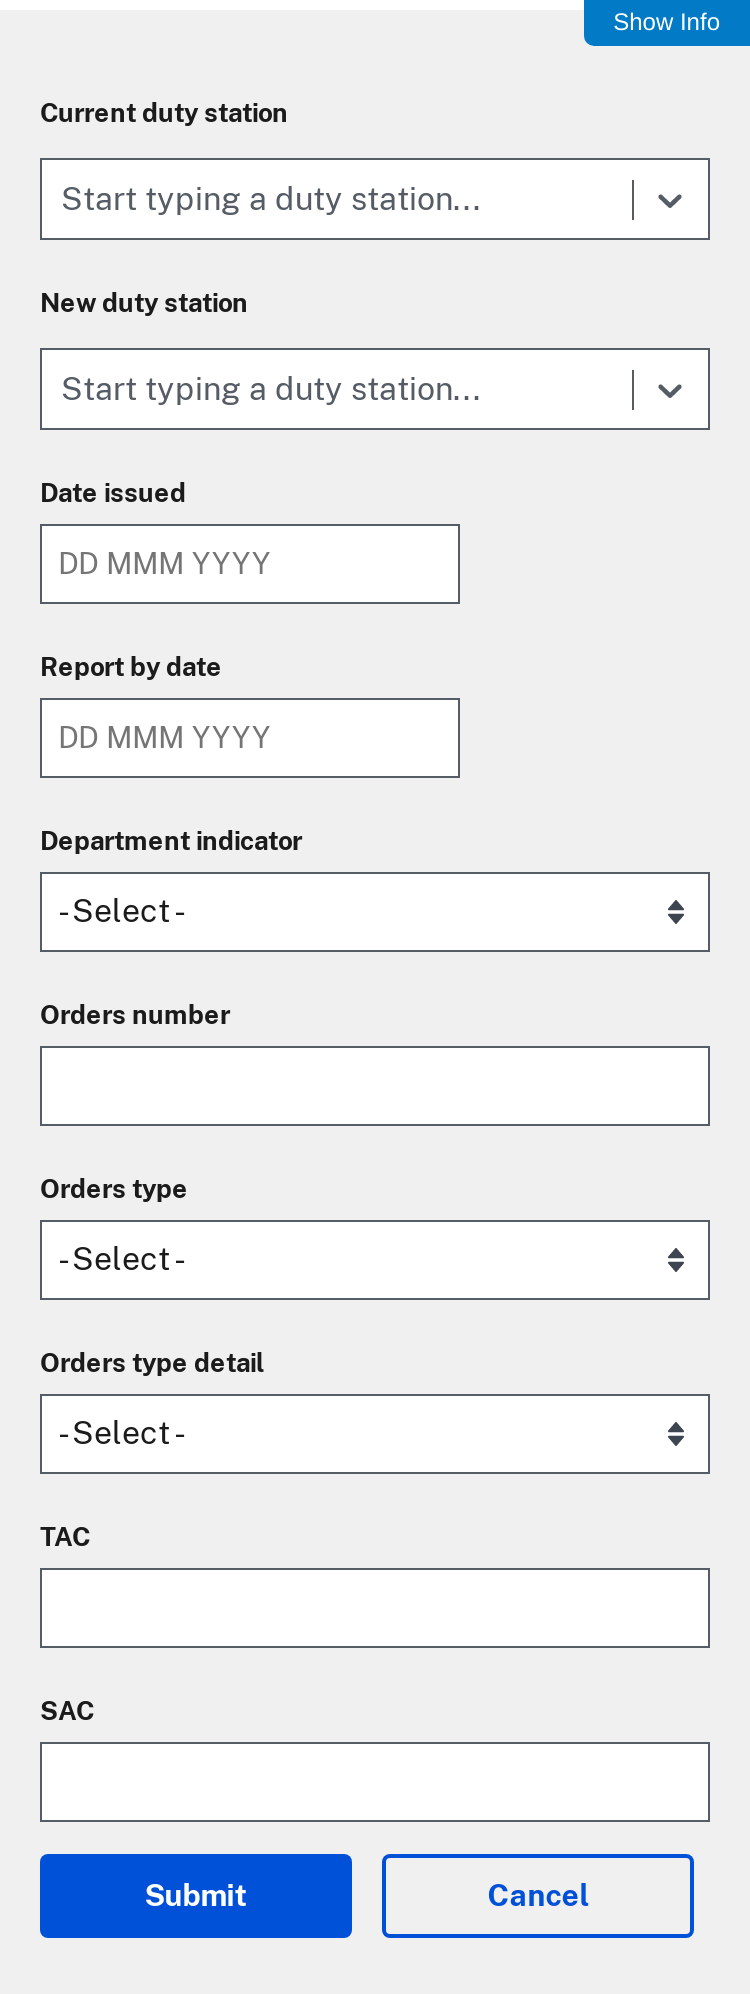 Show Info
Current duty station
Start typing a duty station...
New duty station
Start typing a duty station...
Date issued
DD MMM YYYY
Report by date
DD MMM YYYY
Department indicator
- Select -
Orders number
Orders type
- Select -
Orders type detail
- Select -
TAC
SAC
Submit Cancel